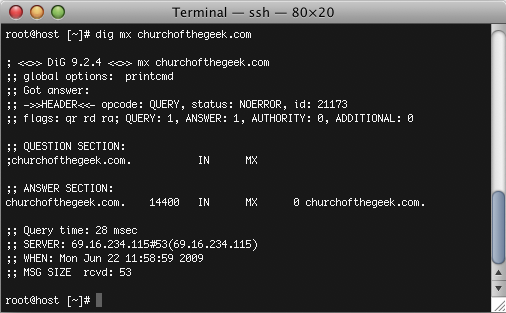 Terminal — ssh — 80×20
root@host [~]# dig mx churchofthegeek.com
; <<>> DiG 9.2.4 <<>> mx churchofthegeek.com
;; global options:  printcmd
;; Got answer:
;; ->>HEADER<<- opcode: QUERY, status: NOERROR, id: 21173
;; flags: qr rd ra; QUERY: 1, ANSWER: 1, AUTHORITY: 0, ADDITIONAL: 0
;; QUESTION SECTION:
;churchofthegeek.com.           IN      MX
;; ANSWER SECTION:
churchofthegeek.com.    14400   IN      MX      0 churchofthegeek.com.
;; Query time: 28 msec
;; SERVER: 69.16.234.115#53(69.16.234.115)
;; WHEN: Mon Jun 22 11:58:59 2009
;; MSG SIZE  rcvd: 53
root@host [~]#